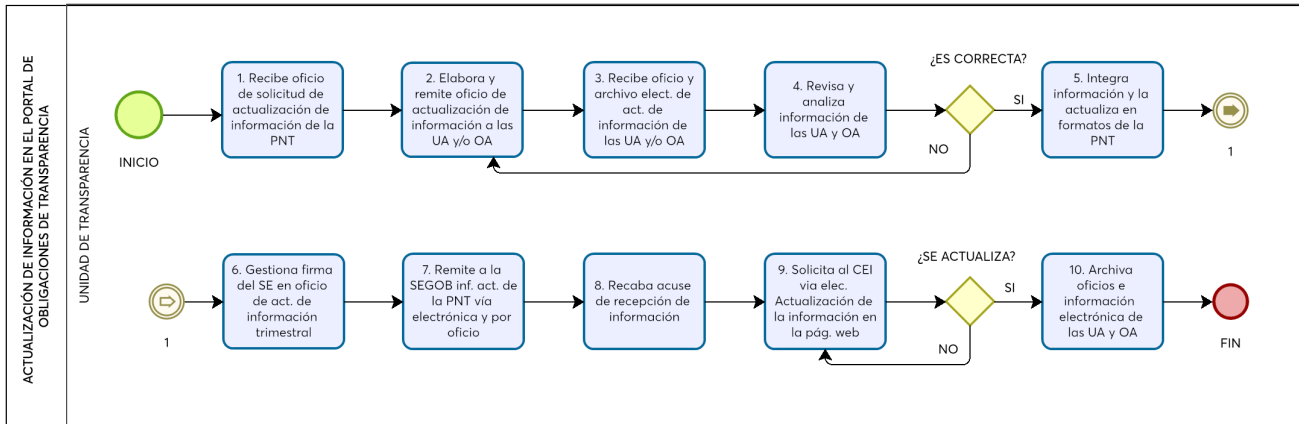 ACTUALIZACIÓN DE INFORMACIÓN EN EL PORTAL DE
OBLIGACIONES DE TRANSPARENCIA
UNIDAD DE TRANSPARENCIA
INICIO
1. Recibe oficio
de solicitud de
actualización de
información de la
PNT
2. Elabora y
remite oficio de
actualización de
información a las
UA y/o OA
3. Recibe oficio y
archivo elect. de
act. de
información de
las UA y/o OA
4. Revisa y
analiza
información de
las UA y OA
¿ES CORRECTA?
SI
NO
5. Integra
información y la
actualiza en
formatos de la
PNT
1
1
6. Gestiona firma
del SE en oficio
de act. de
información
trimestral
7. Remite a la
SEGOB inf. act. de
la PNT vía
electrónica y por
oficio
8. Recaba acuse
de recepción de
información
9. Solicita al CEI
via elec.
Actualización de
la información en
la pág. web
¿SE ACTUALIZA?
SI
NO
10. Archiva
oficios e
información
electrónica de
las UA y OA
FIN